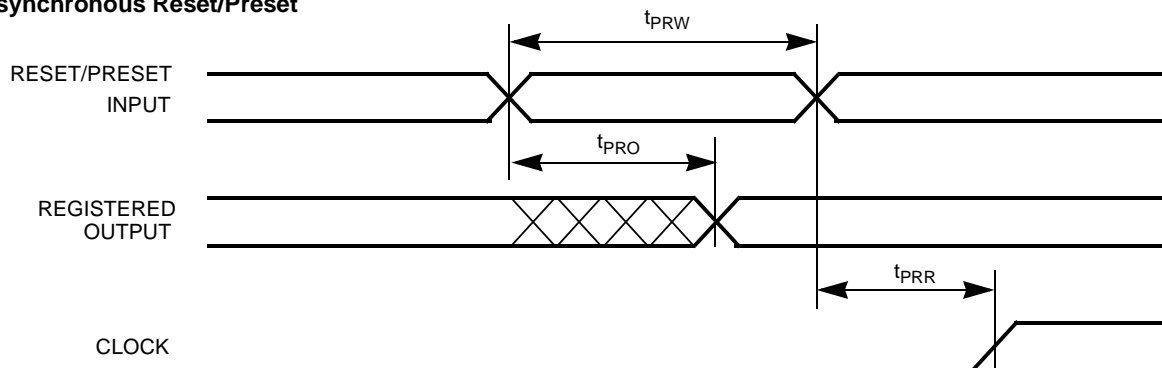 synchronous Reset/Preset
tPRW
RESET/PRESET
INPUT
tPRO
REGISTERED
OUTPUT
tPRR
CLOCK